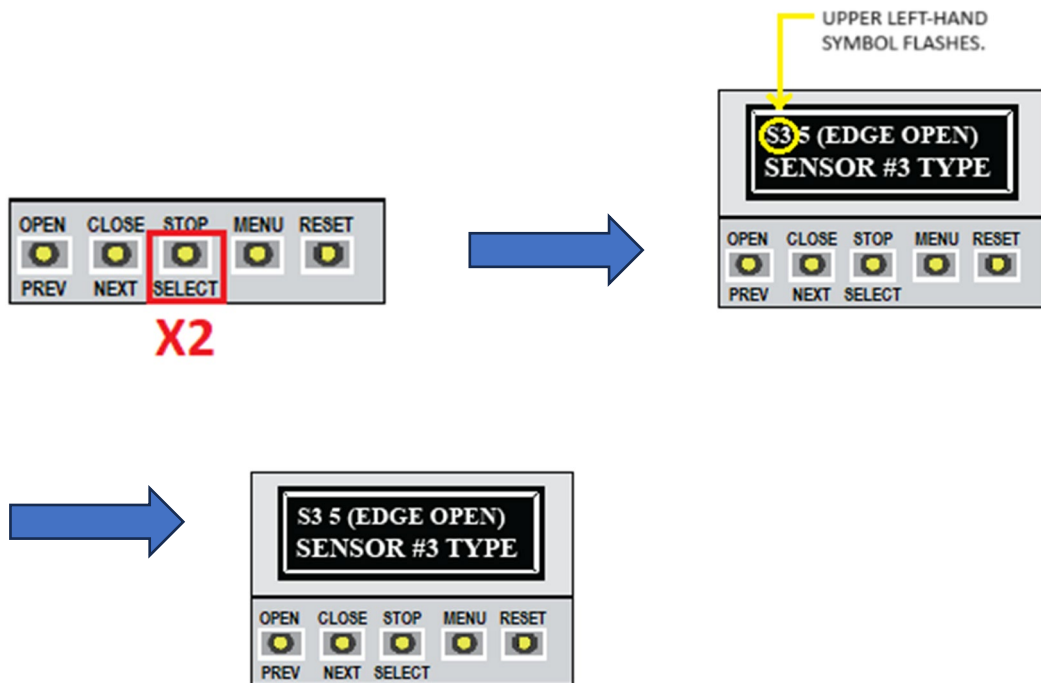 UPPER LEFT-HAND
SYMBOL FLASHES.
S3 5 (EDGE OPEN)
SENSOR #3 TYPE
OPEN CLOSE STOP MENU RESET
PREV NEXT SELECT
X2
OPEN CLOSE STOP MENU RESET
PREV NEXT SELECT
S3 5 (EDGE OPEN)
SENSOR #3 TYPE
OPEN CLOSE STOP MENU RESET
PREV NEXT SELECT